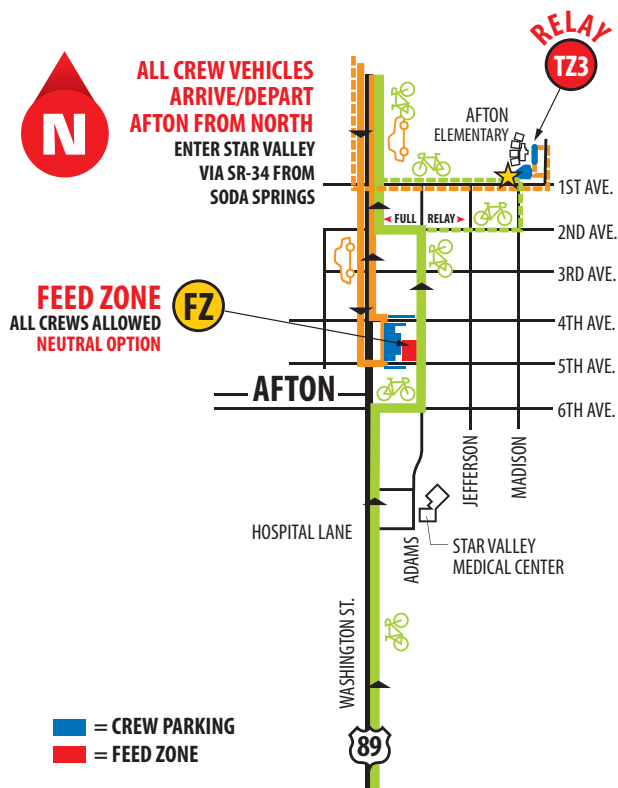 RELAY
TZ3
N
ALL CREW VEHICLES
ARRIVE/DEPART
AFTON FROM NORTH
ENTER STAR VALLEY
VIA SR-34 FROM
SODA SPRINGS
AFTON
ELEMENTARY
1ST AVE.
FULL RELAY
2ND AVE.
3RD AVE.
FEED ZONE
ALL CREWS ALLOWED
NEUTRAL OPTION
FZ
4TH AVE.
5TH AVE.
AFTON
6TH AVE.
JEFFERSON
MADISON
HOSPITAL LANE
ADAMS
STAR VALLEY
MEDICAL CENTER
WASHINGTON ST.
= CREW PARKING
= FEED ZONE
89